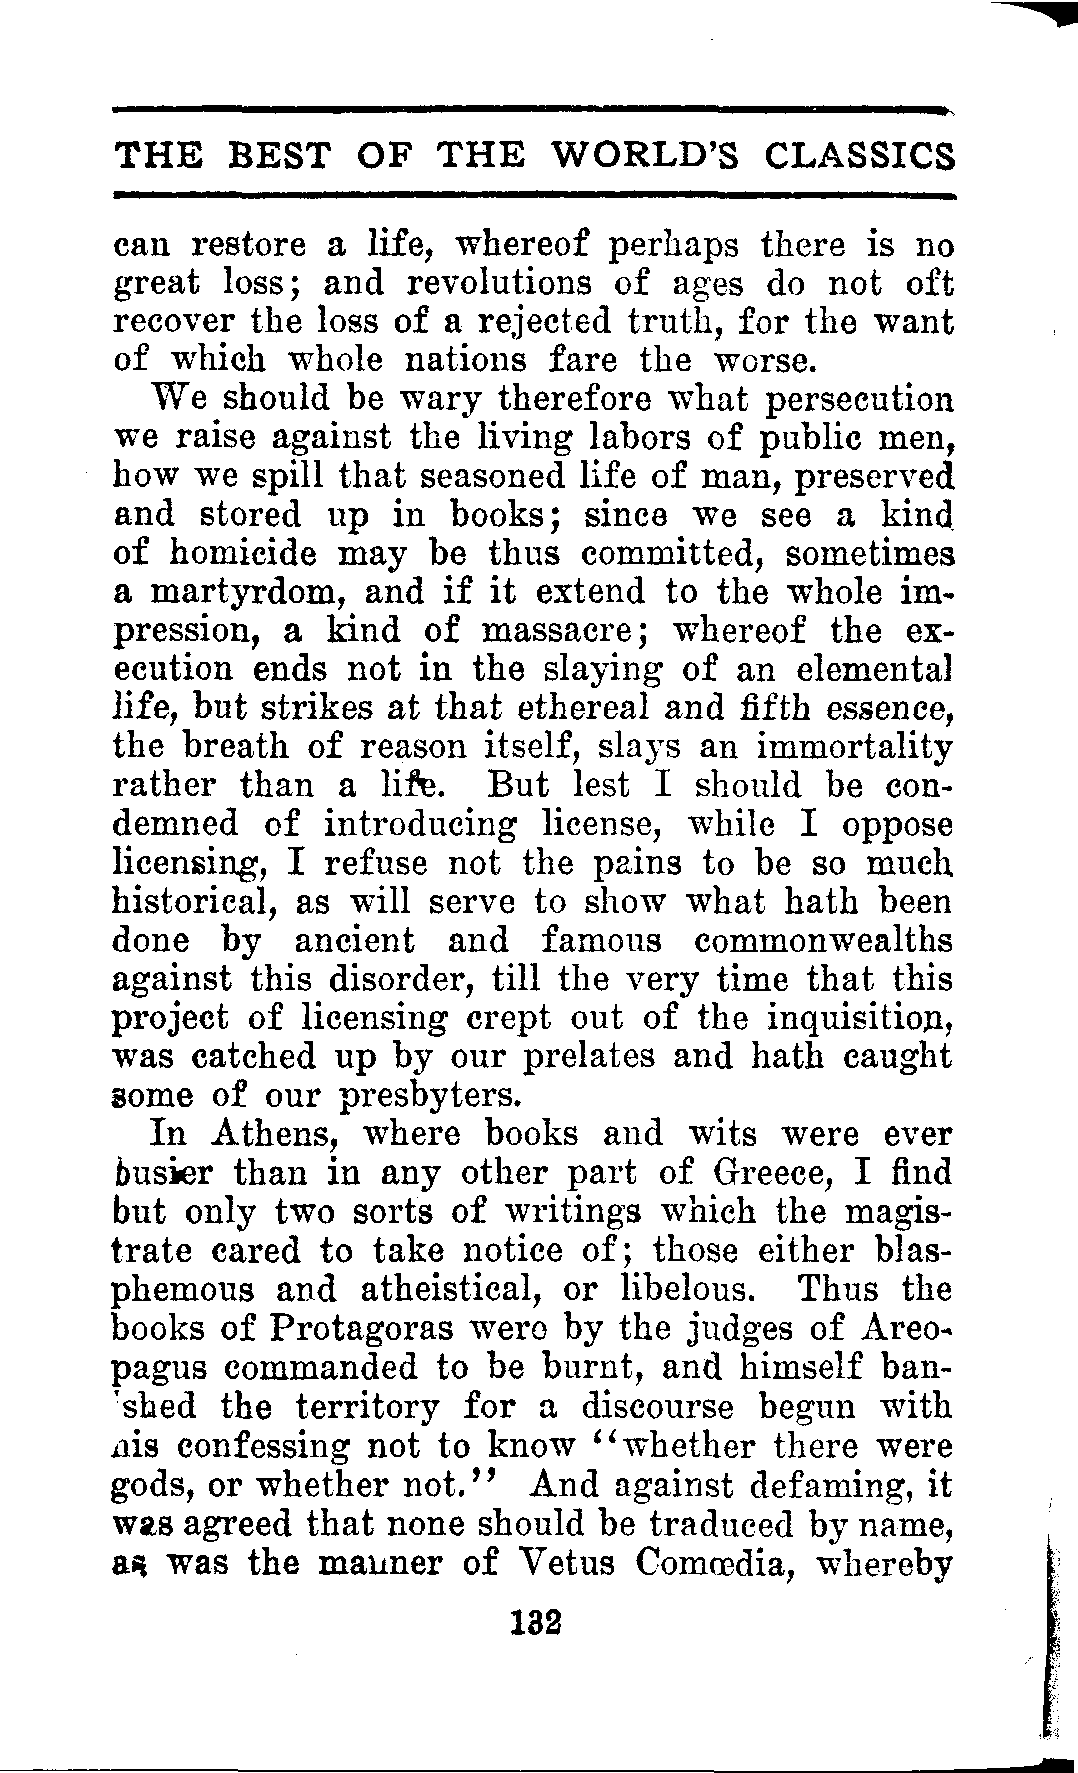 THE BEST OF THE WORLD'S CLASSICS
can restore a life, whereof perhaps there is no
great loss; and revolutions of ages do not oft
recover the loss of a rejected truth, for the want
of which whole nations fare the worse.
We should be wary therefore what persecution
we raise against the living labors of public men,
how we spill that seasoned life of man, preserved
and stored up in books; since we see a kind
of homicide may be thus committed, sometimes
a martyrdom, and if it extend to the whole im-
pression, a kind of massacre; whereof the ex-
ecution ends not in the slaying of an elemental
life, but strikes at that ethereal and fifth essence,
the breath of reason itself, slays an immortality
rather than a life. But lest I should be con-
demned of introducing license, while I oppose
licensing, I refuse not the pains to be so much
historical, as will serve to show what hath been
done by ancient and famous commonwealths
against this disorder, till the very time that this
project of licensing crept out of the inquisition,
was catched up by our prelates and hath caught
some of our presbyters.
In Athens, where books and wits were ever
busier than in any other part of Greece, I find
but only two sorts of writings which the magis-
trate cared to take notice of; those either blas-
phemous and atheistical, or libelous. Thus the
books of Protagoras were by the judges of Areo-
pagus commanded to be burnt, and himself ban-
ished the territory for a discourse begun with
his confessing not to know "whether there were
gods, or whether not." And against defaming, it
was agreed that none should be traduced by name,
as was the manner of Vetus Comœdia, whereby
132